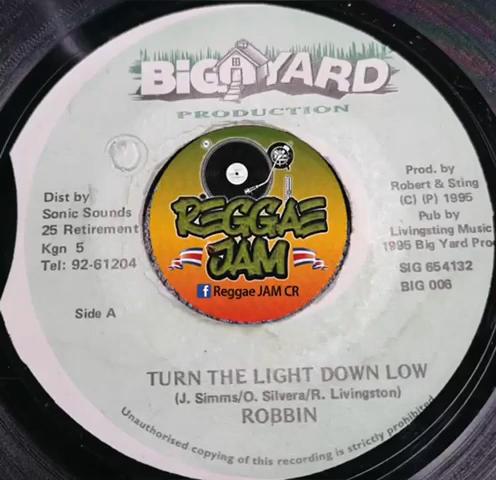 BIG YARD
PRODUCTION
Dist by
Sonic Sounds
25 Retirement
Kgn 5
Tel: 92-61204
Side A
REGGAE
JAM
f Reggae JAM CR
Prod. by
Robert & Sting
(C) (P) 1995
Pub by
Livingsting Music
1995 Big Yard Pro
SIG 654132
BIG 006
TURN THE LIGHT DOWN LOW
(J. Simms/O. Silvera/R. Livingston)
ROBBIN
Unauthorised copying of this recording is strictly prohibited